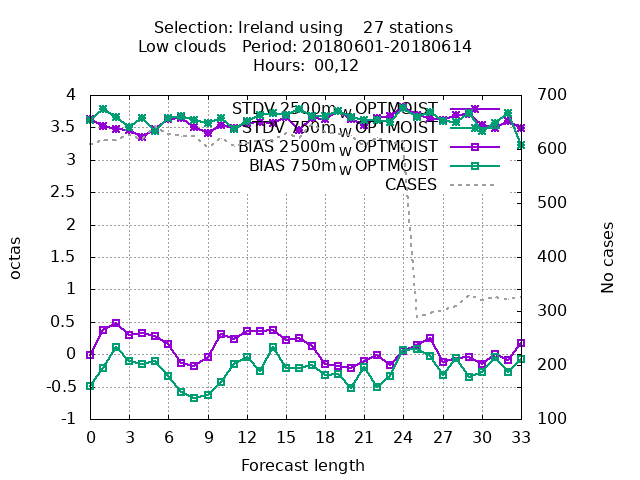 Selection: Ireland using 27 stations
Low clouds Period: 20180601-20180614
Hours: 00,12
STDV 2500m_W OPTMOIST
STDV 750m_W OPTMOIST
BIAS 2500m_W OPTMOIST
BIAS 750m_W OPTMOIST
CASES
octas
4
3.5
3
2.5
2
1.5
1
0.5
0
-0.5
-1
700
600
500
400
300
200
100
No cases
0 3 6 9 12 15 18 21 24 27 30 33
Forecast length